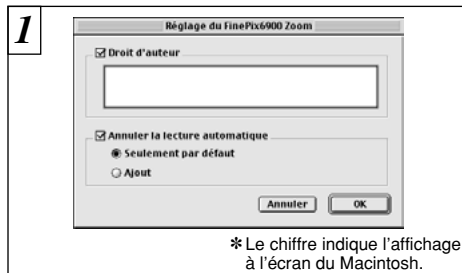 1
Réglage du FinePix6900 Zoom
Droit d'auteur
Annuler la lecture automatique
Seulement par défaut
Ajout
Annuler OK
✻Le chiffre indique l'affichage
à l'écran du Macintosh.